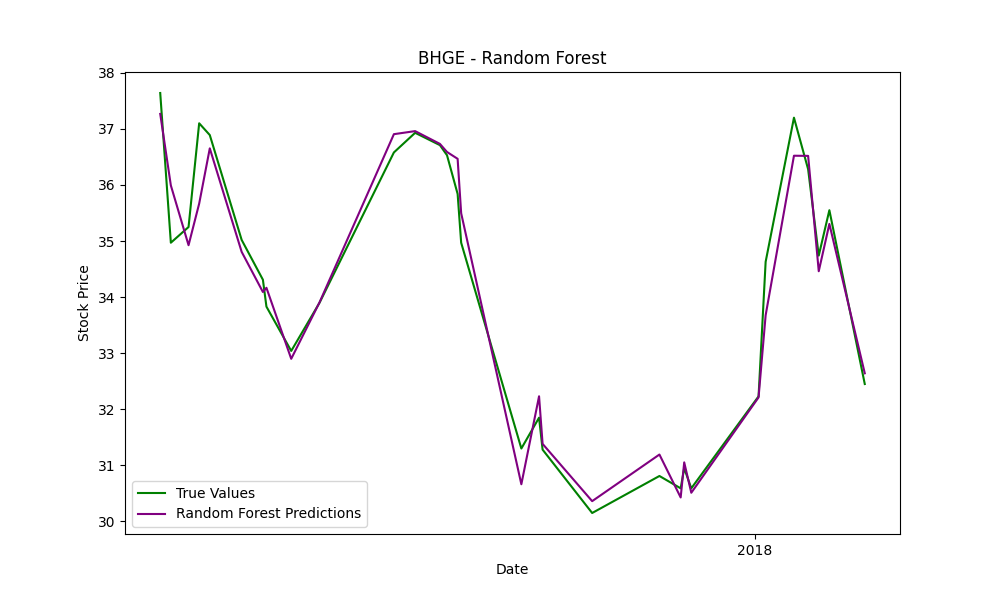 BHGE - Random Forest
38
37
36
35
34
33
32
31
30
Stock Price
True Values
Random Forest Predictions
2018
Date